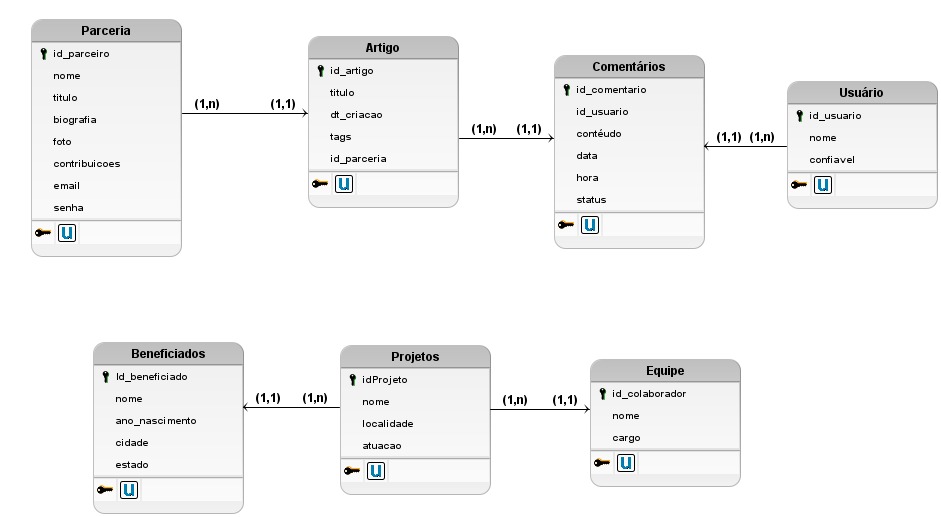 Parceria
id_parceiro
nome
titulo
biografia
foto
contribuicoes
email
senha
U
(1,n) (1,1)
Artigo
id_artigo
titulo
dt_criacao
tags
id_parceria
U
(1,n) (1,1)
Comentários
id_comentario
id_usuario
contéudo
data
hora
status
U
(1,1) (1,n)
Usuário
id_usuario
nome
confiavel
U
Beneficiados
Id_beneficiado
nome
ano_nascimento
cidade
estado
U
(1,1) (1,n)
Projetos
idProjeto
nome
localidade
atuacao
U
(1,n) (1,1)
Equipe
id_colaborador
nome
cargo
U